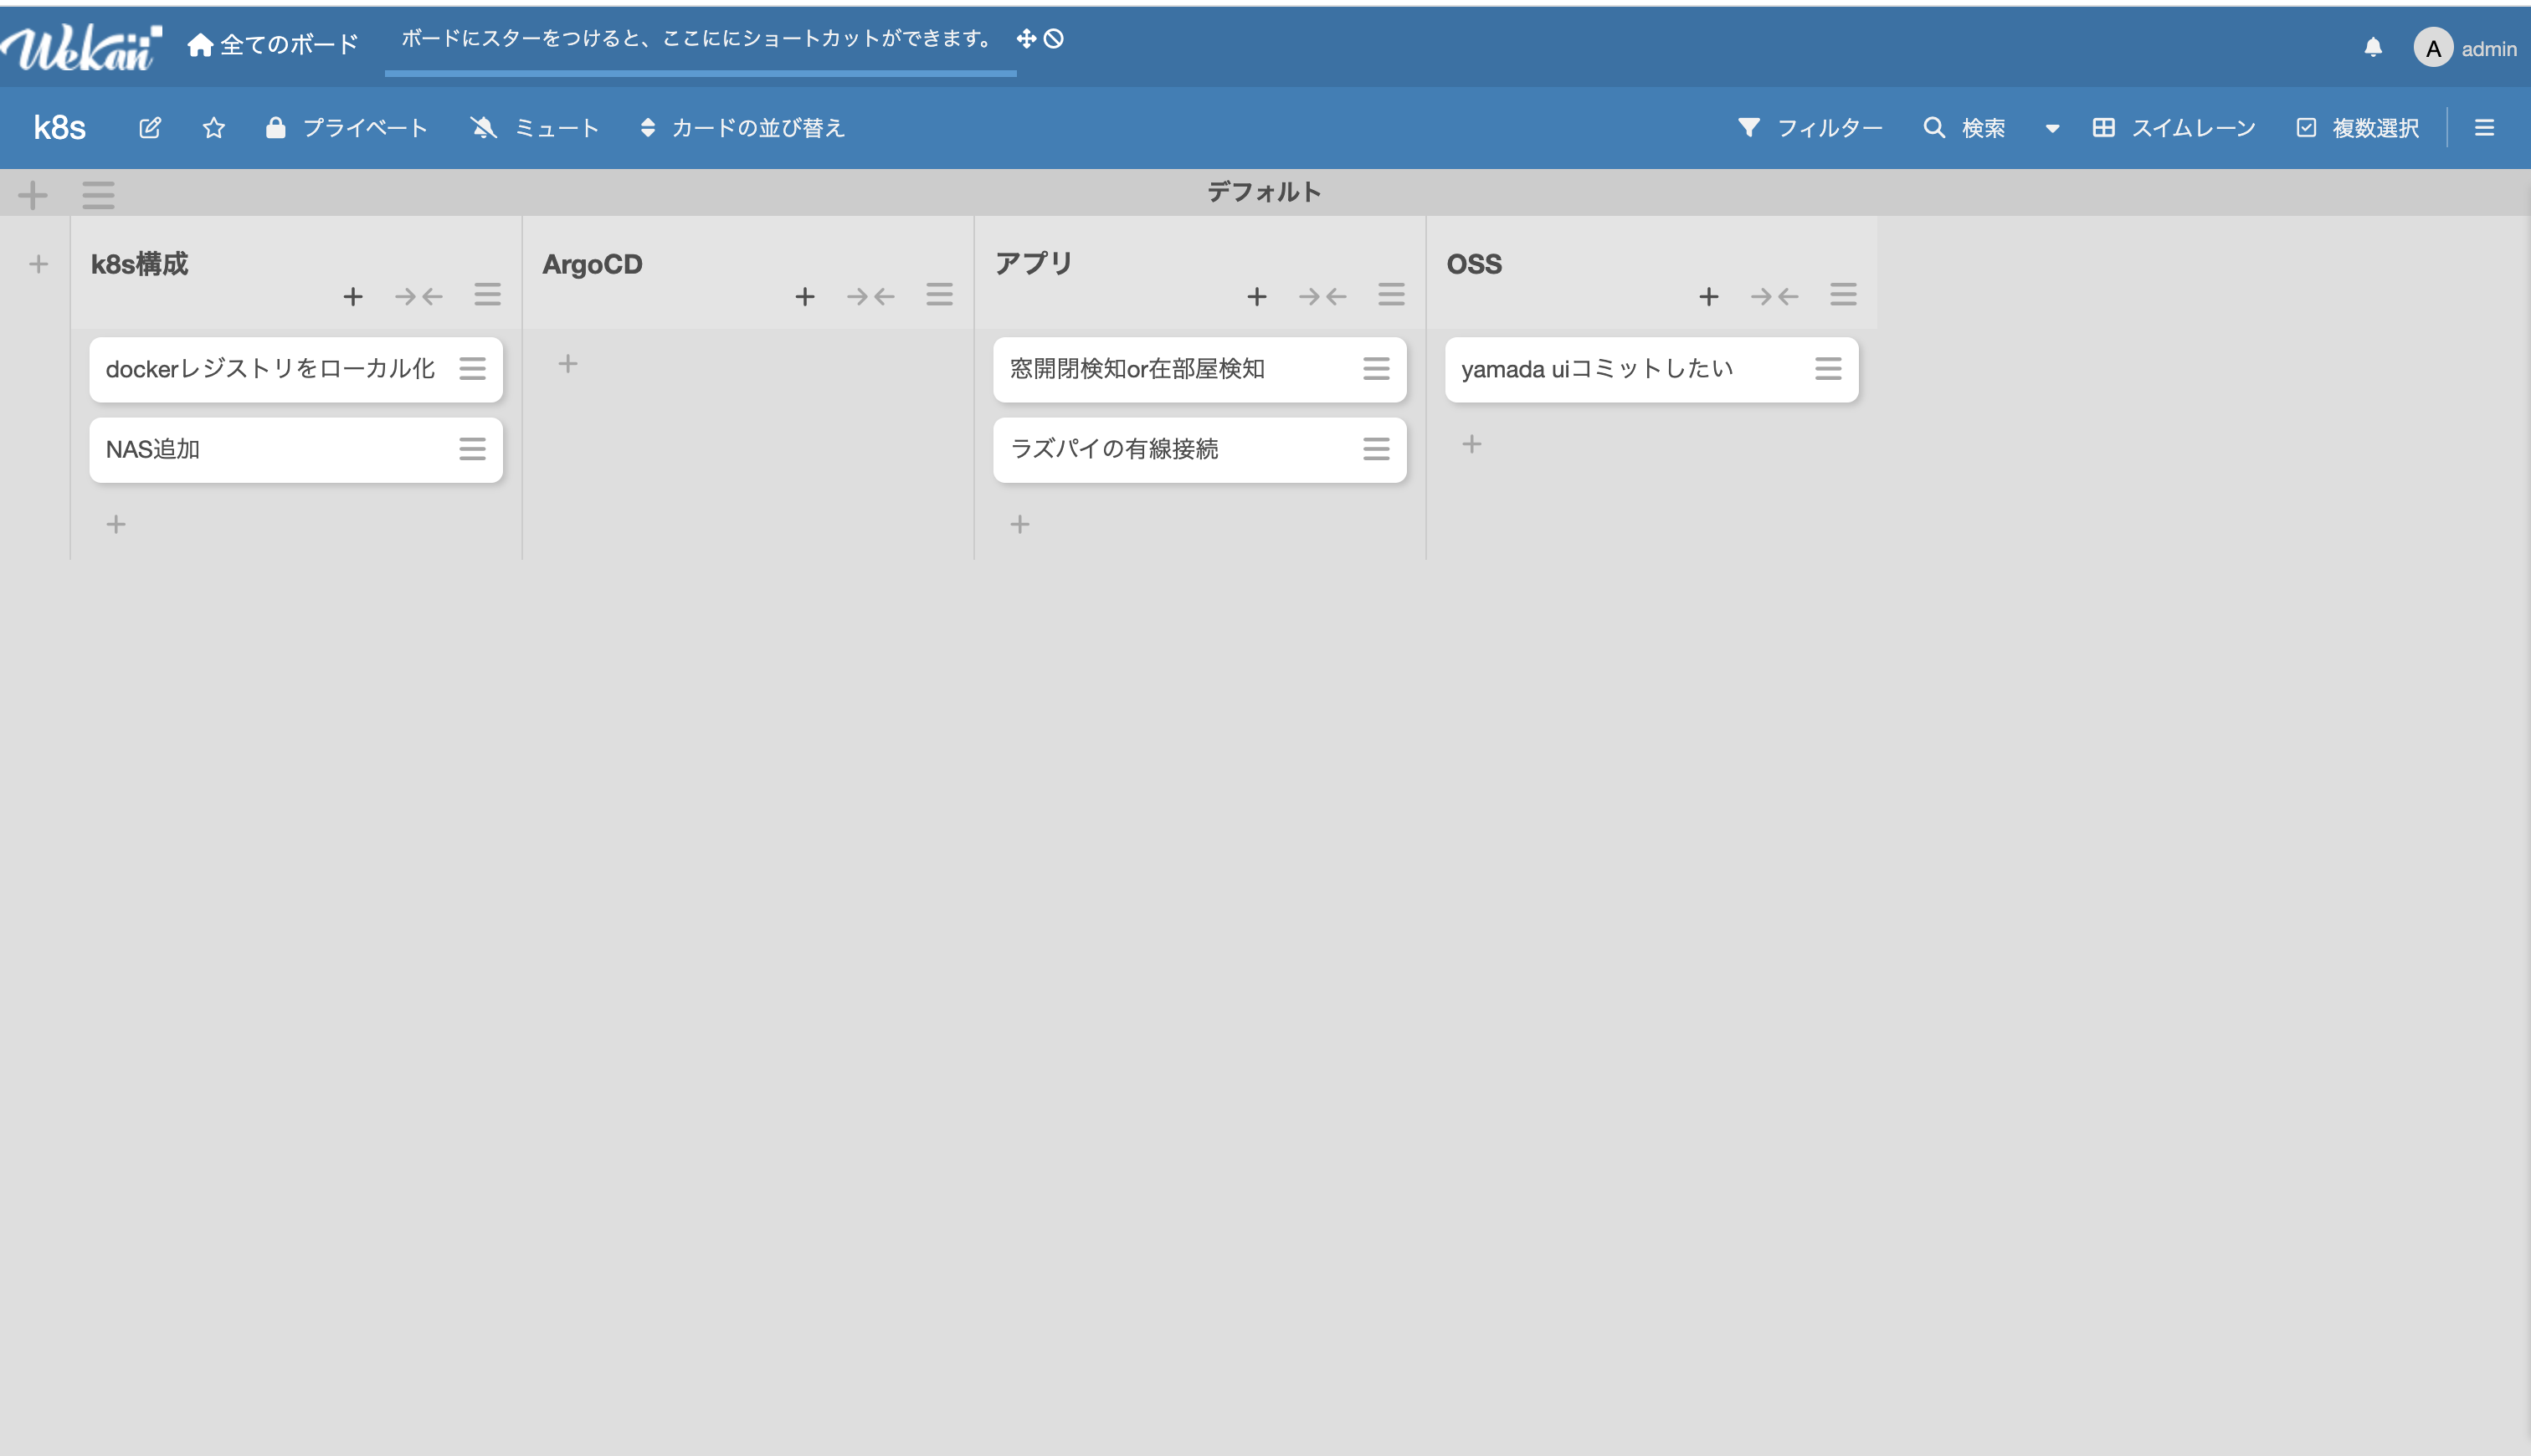 Wekan
全てのボード
ボードにスターをつけると、ここににショートカットができます。
A admin
k8s
プライベート
ミュート
カードの並び替え
フィルター
検索
スイムレーン
複数選択
デフォルト
k8s構成
dockerレジストリをローカル化
NAS追加
ArgoCD
アプリ
窓開閉検知or在部屋検知
ラズパイの有線接続
OSS
yamada uiコミットしたい